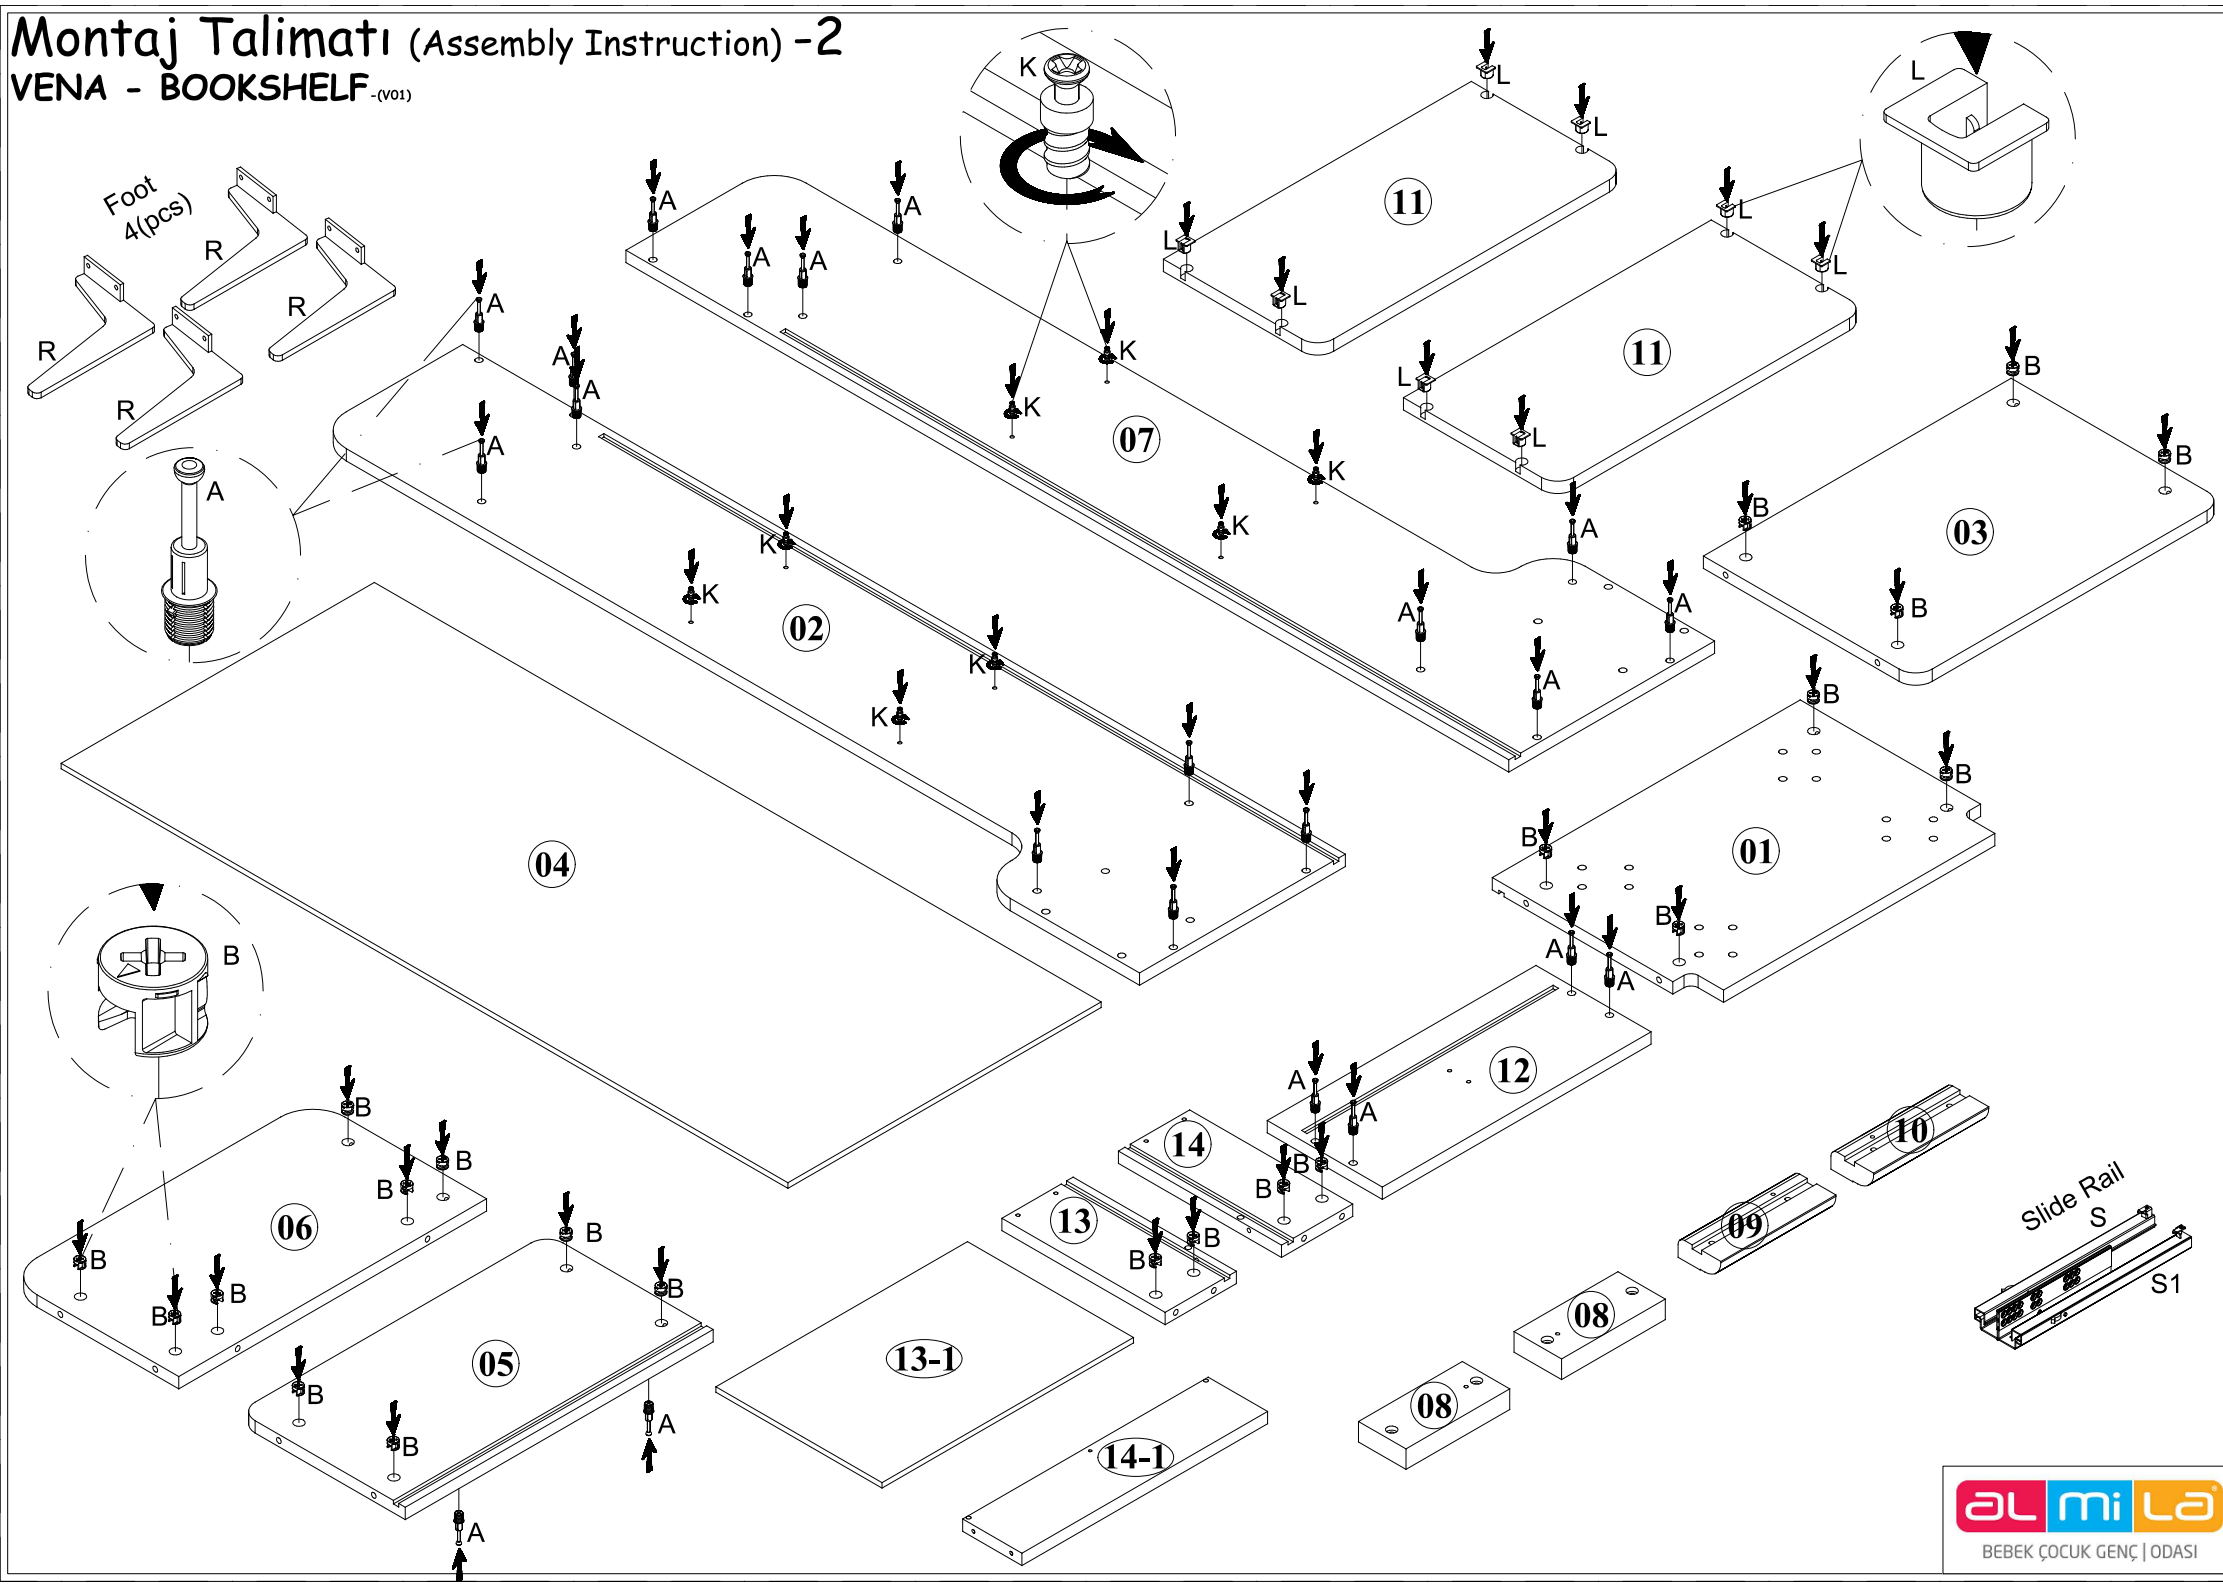 Montaj Talimatı (Assembly Instruction) -2
VENA - BOOKSHELF-(V01)
Foot
4(pcs)
R
R
R
R
A
K
L
B
A
A
A
A
A
A
A
A
K
K
K
K
07
A
A
A
A
K
K
K
K
02
L
L
L
L
11
L
L
L
L
11
B
B
B
B
03
B
B
B
B
01
04
A
A
A
A
12
B
B
14
B
B
13
B
B
B
B
B
B
06
B
B
B
B
05
A
A
13-1
14-1
08
08
09
10
Slide Rail
S
S1
aLmiLa
BEBEK ÇOCUK GENÇ | ODASI